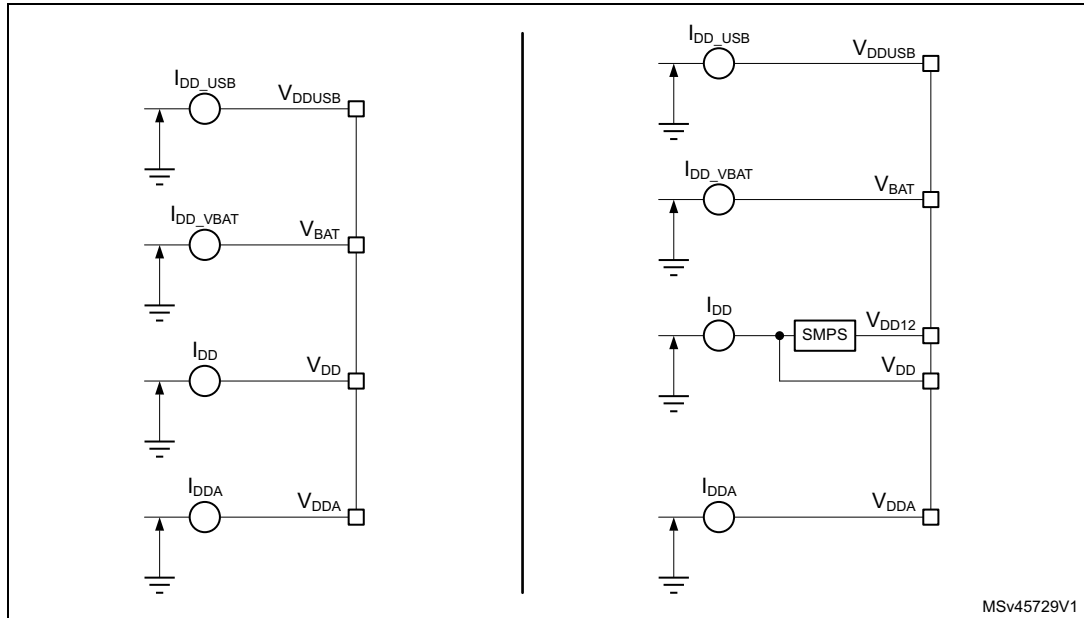 I_DD_USB
V_DDUSB
I_DD_VBAT
V_BAT
I_DD
V_DD
I_DDA
V_DDA
I_DD_USB
V_DDUSB
I_DD_VBAT
V_BAT
I_DD
SMPS
V_DD12
V_DD
I_DDA
V_DDA
MSv45729V1